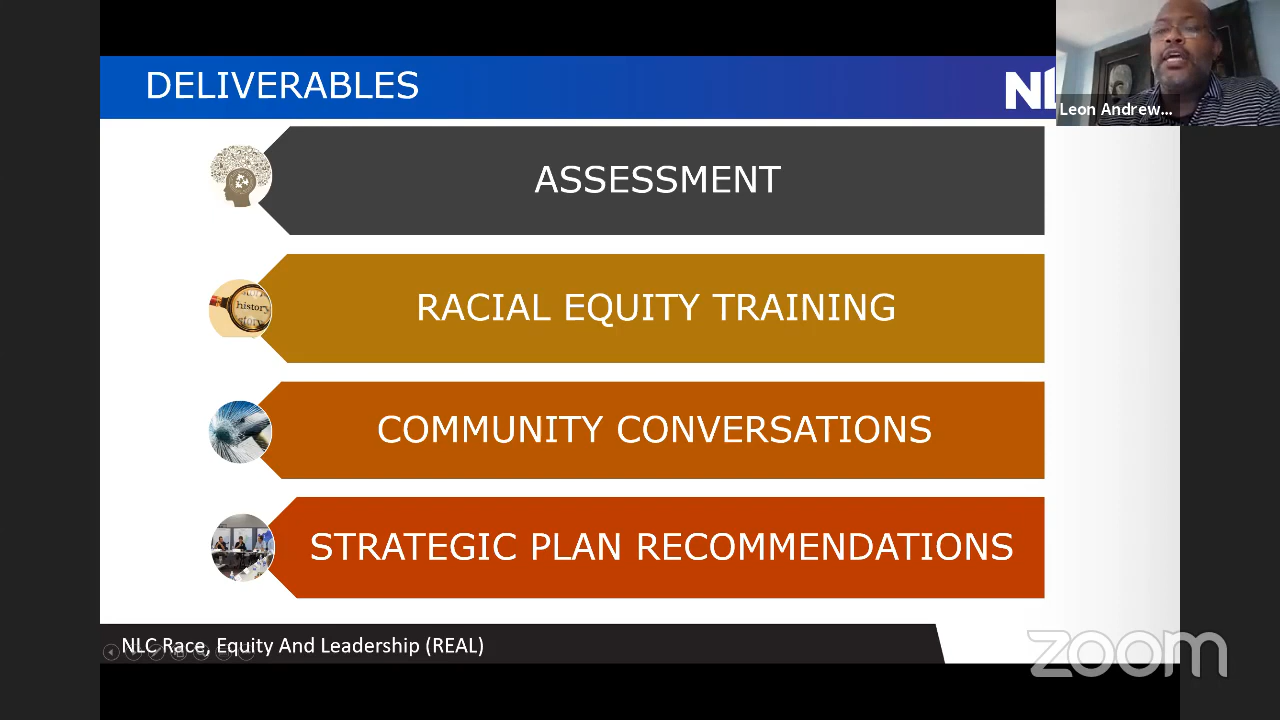 DELIVERABLES
NL
Leon Andrew...
ASSESSMENT
RACIAL EQUITY TRAINING
history
COMMUNITY CONVERSATIONS
STRATEGIC PLAN RECOMMENDATIONS
NLC Race, Equity And Leadership (REAL)
zoom